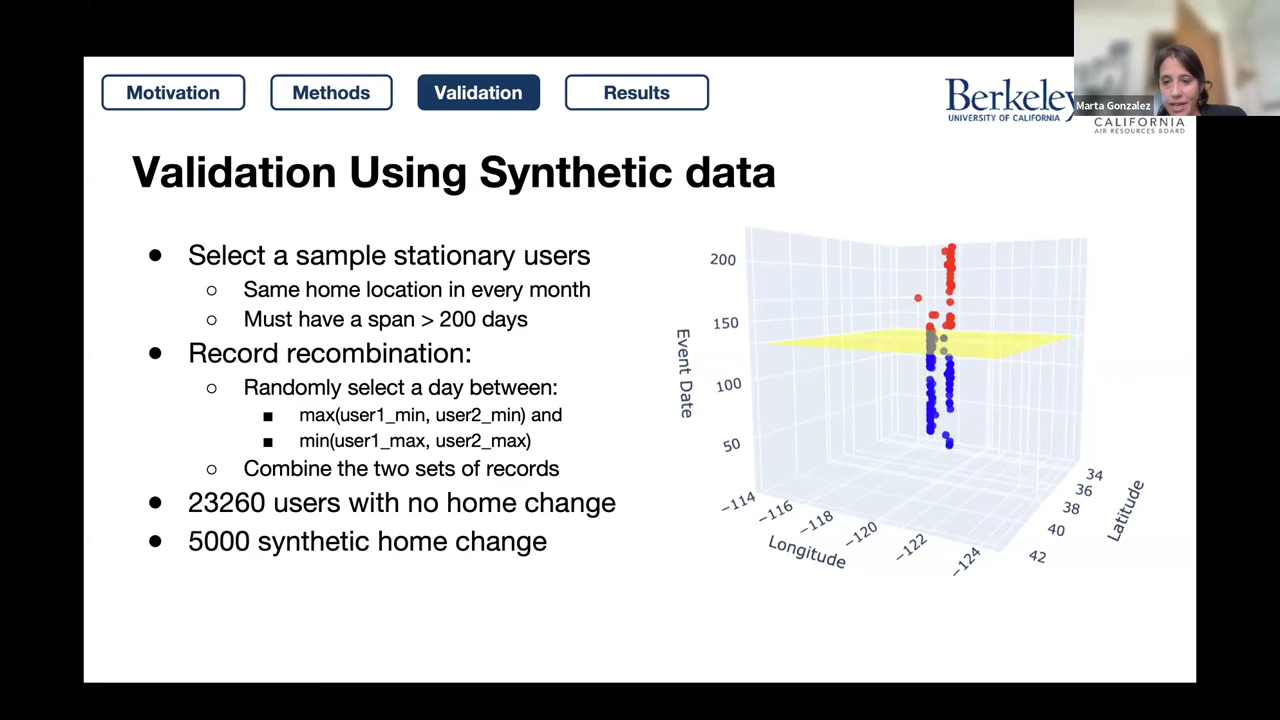 Motivation
Methods
Validation
Results
Berkeley
UNIVERSITY OF CALIFORNIA
Marta Gonzalez
CALIFORNIA
AIR RESOURCES BOARD
Validation Using Synthetic data
● Select a sample stationary users
○ Same home location in every month
○ Must have a span > 200 days
● Record recombination:
○ Randomly select a day between:
■ max(user1_min, user2_min) and
■ min(user1_max, user2_max)
○ Combine the two sets of records
● 23260 users with no home change
● 5000 synthetic home change
200
150
100
50
Event Date
−114
−116
−118
−120
−122
−124
Longitude
34
36
38
40
42
Latitude